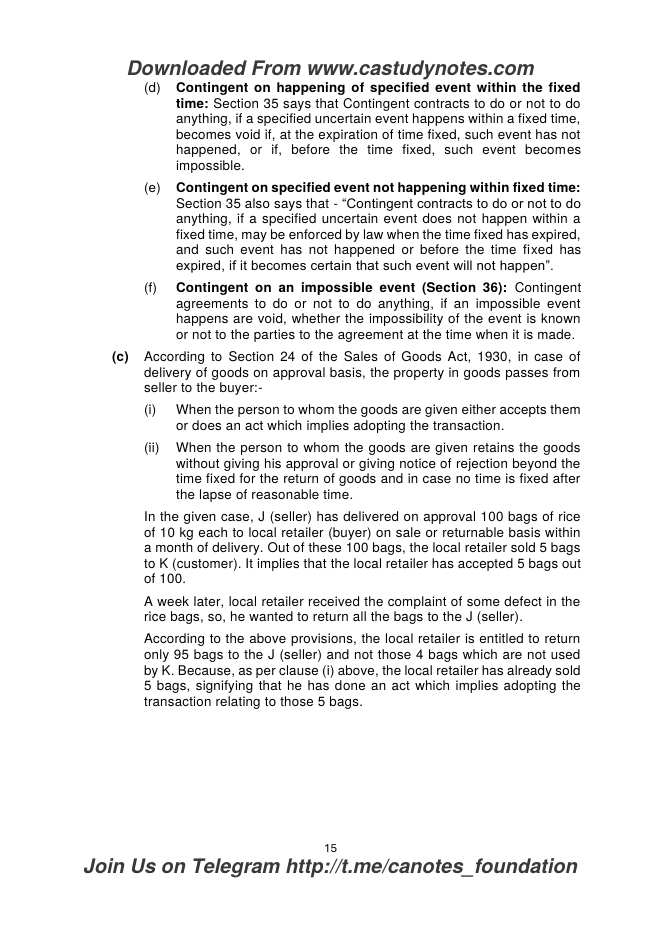 Downloaded From www.castudynotes.com
(d) Contingent on happening of specified event within the fixed
time: Section 35 says that Contingent contracts to do or not to do
anything, if a specified uncertain event happens within a fixed time,
becomes void if, at the expiration of time fixed, such event has not
happened, or if, before the time fixed, such event becomes
impossible.
(e) Contingent on specified event not happening within fixed time:
Section 35 also says that - “Contingent contracts to do or not to do
anything, if a specified uncertain event does not happen within a
fixed time, may be enforced by law when the time fixed has expired,
and such event has not happened or before the time fixed has
expired, if it becomes certain that such event will not happen”.
(f) Contingent on an impossible event (Section 36): Contingent
agreements to do or not to do anything, if an impossible event
happens are void, whether the impossibility of the event is known
or not to the parties to the agreement at the time when it is made.
(c) According to Section 24 of the Sales of Goods Act, 1930, in case of
delivery of goods on approval basis, the property in goods passes from
seller to the buyer:-
(i) When the person to whom the goods are given either accepts them
or does an act which implies adopting the transaction.
(ii) When the person to whom the goods are given retains the goods
without giving his approval or giving notice of rejection beyond the
time fixed for the return of goods and in case no time is fixed after
the lapse of reasonable time.
In the given case, J (seller) has delivered on approval 100 bags of rice
of 10 kg each to local retailer (buyer) on sale or returnable basis within
a month of delivery. Out of these 100 bags, the local retailer sold 5 bags
to K (customer). It implies that the local retailer has accepted 5 bags out
of 100.
A week later, local retailer received the complaint of some defect in the
rice bags, so, he wanted to return all the bags to the J (seller).
According to the above provisions, the local retailer is entitled to return
only 95 bags to the J (seller) and not those 4 bags which are not used
by K. Because, as per clause (i) above, the local retailer has already sold
5 bags, signifying that he has done an act which implies adopting the
transaction relating to those 5 bags.
15
Join Us on Telegram http://t.me/canotes_foundation